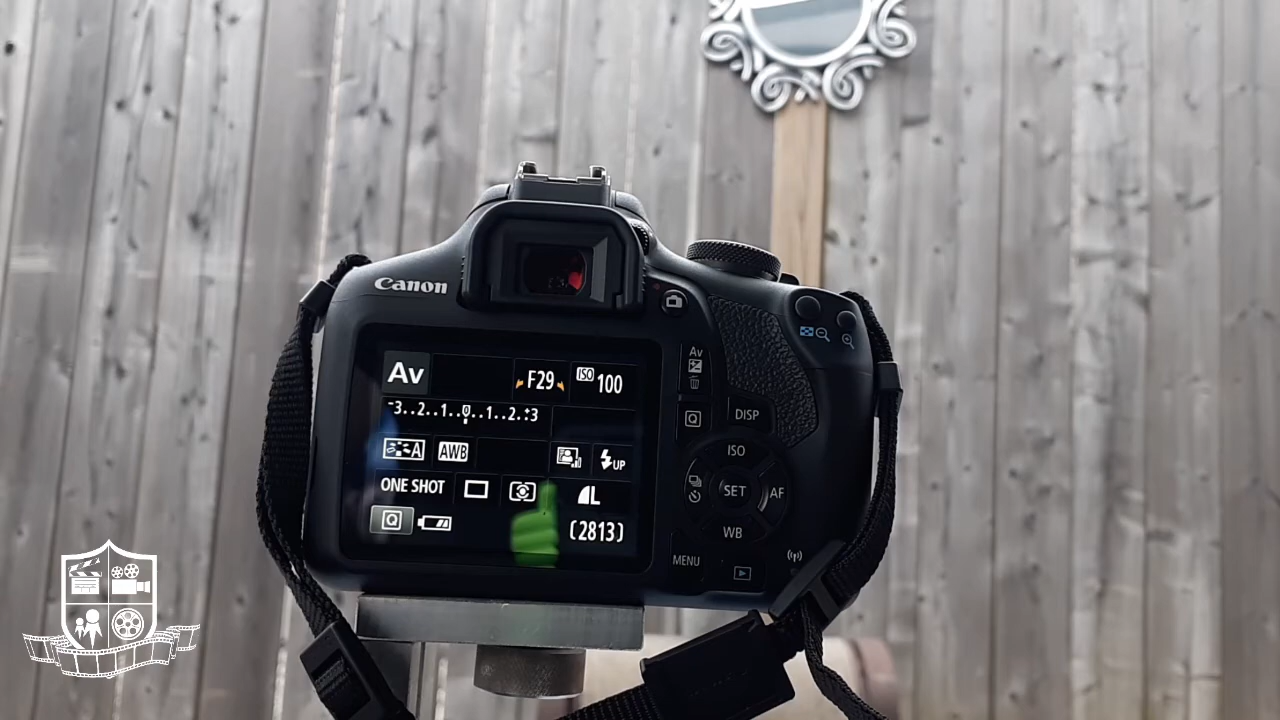 Canon
Av
F29
ISO 100
-3..2..1..0..1..2.:+3
A
AWB
UP
ONE SHOT
L
Q
(2813)
Av
Q
DISP
ISO
SET
AF
WB
MENU